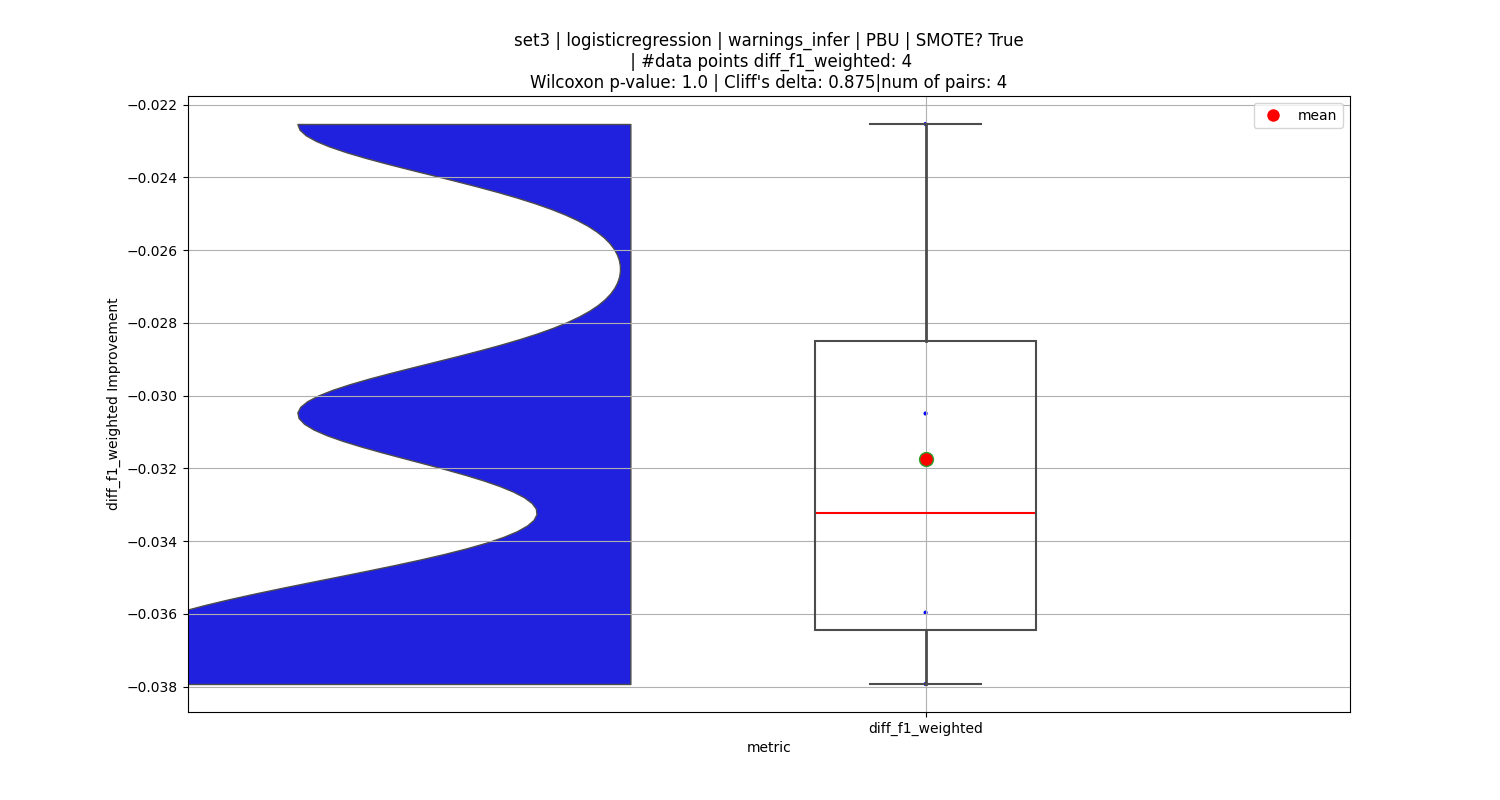 set3 | logisticregression | warnings_infer | PBU | SMOTE? True
| #data points diff_f1_weighted: 4
Wilcoxon p-value: 1.0 | Cliff's delta: 0.875|num of pairs: 4
mean
−0.022
−0.024
−0.026
−0.028
−0.030
−0.032
−0.034
−0.036
−0.038
diff_f1_weighted Improvement
diff_f1_weighted
metric